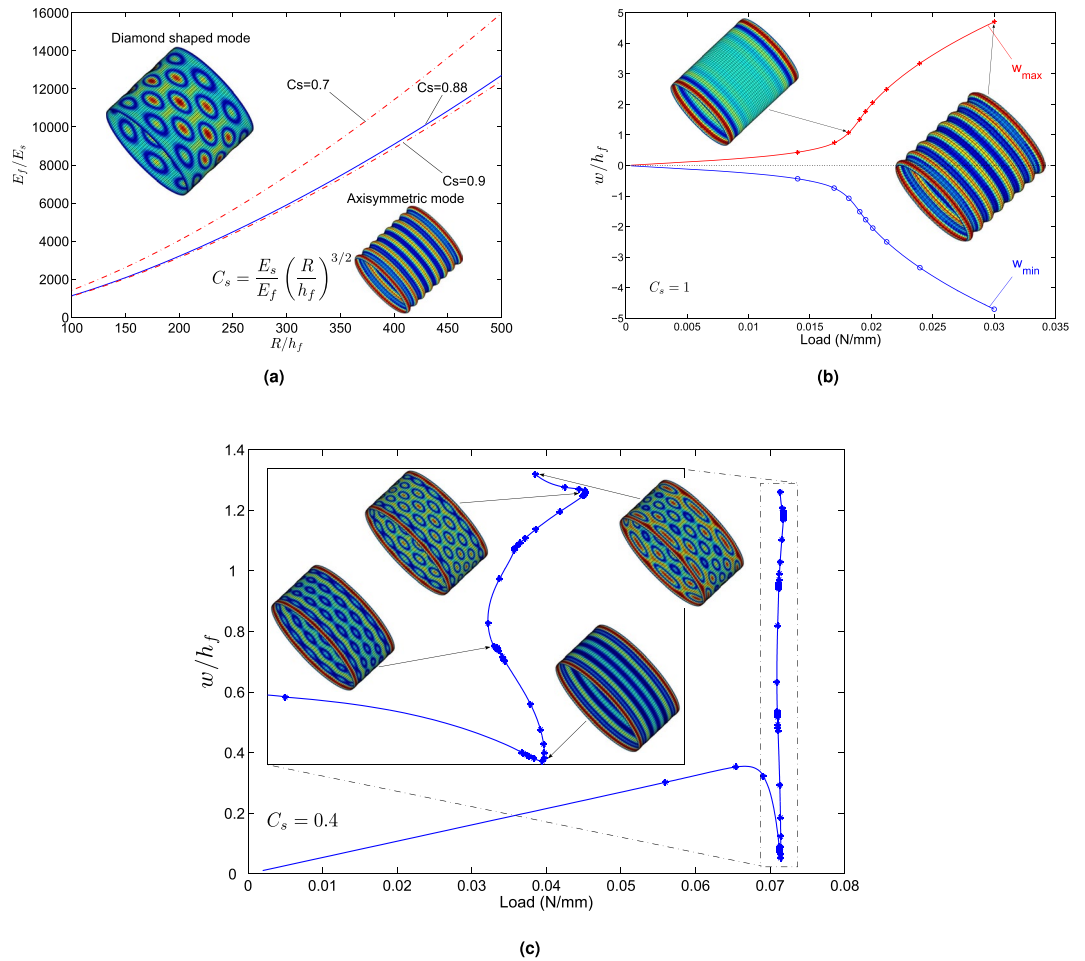 16000
14000
12000
10000
8000
6000
4000
2000
0
E_f/E_s
100
150
200
250
300
350
400
450
500
R/h_f
Diamond shaped mode
Cs=0.7
Cs=0.88
Cs=0.9
Axisymmetric mode
C_s = \frac{E_s}{E_f} \left( \frac{R}{h_f} \right)^{3/2}
(a)
5
4
3
2
1
0
−1
−2
−3
−4
−5
w/h_f
0
0.005
0.01
0.015
0.02
0.025
0.03
0.035
Load (N/mm)
w_max
w_min
C_s = 1
(b)
1.4
1.2
1
0.8
0.6
0.4
0.2
0
w/h_f
0
0.01
0.02
0.03
0.04
0.05
0.06
0.07
0.08
Load (N/mm)
C_s = 0.4
(c)